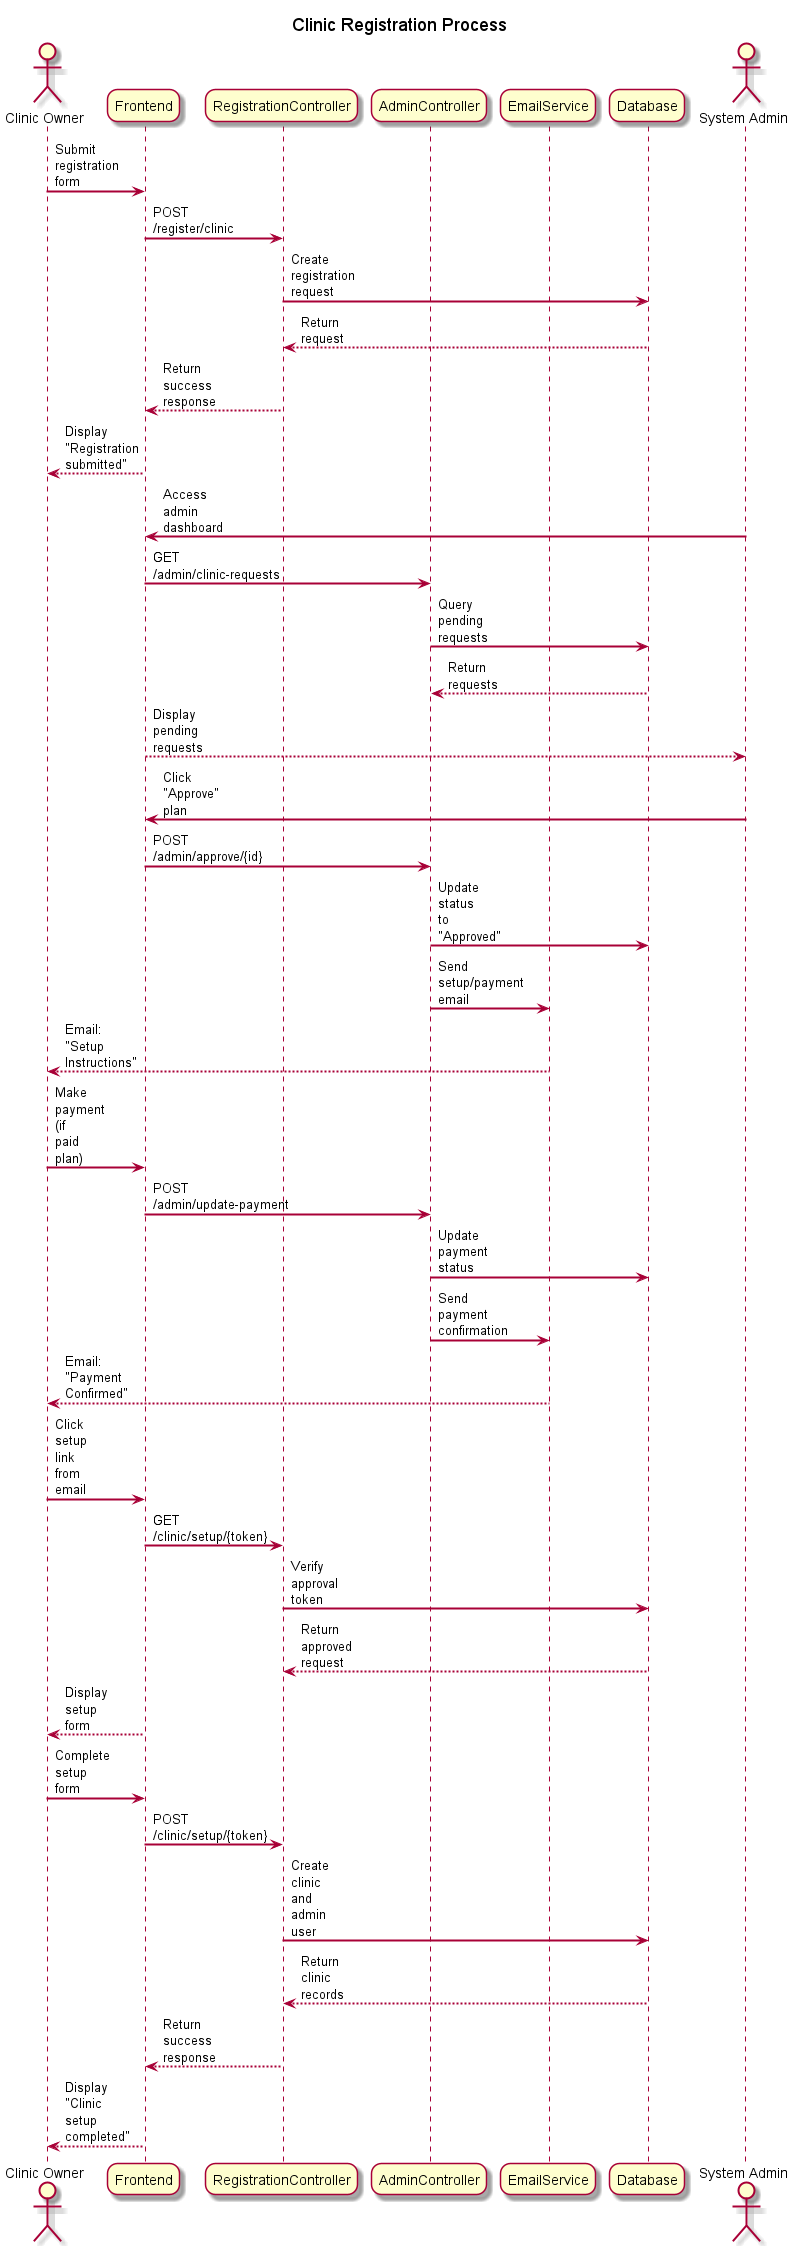 Clinic Registration Process
Clinic Owner
Frontend
RegistrationController
AdminController
EmailService
Database
System Admin
Submit
registration
form
POST
/register/clinic
Create
registration
request
Return
request
Return
success
response
Display
"Registration
submitted"
Access
admin
dashboard
GET
/admin/clinic-requests
Query
pending
requests
Return
requests
Display
pending
requests
Click
"Approve"
plan
POST
/admin/approve/{id}
Update
status
to
"Approved"
Send
setup/payment
email
Email:
"Setup
Instructions"
Make
payment
(if
paid
plan)
POST
/admin/update-payment
Update
payment
status
Send
payment
confirmation
Email:
"Payment
Confirmed"
Click
setup
link
from
email
GET
/clinic/setup/{token}
Verify
approval
token
Return
approved
request
Display
setup
form
Complete
setup
form
POST
/clinic/setup/{token}
Create
clinic
and
admin
user
Return
clinic
records
Return
success
response
Display
"Clinic
setup
completed"
Clinic Owner
Frontend
RegistrationController
AdminController
EmailService
Database
System Admin